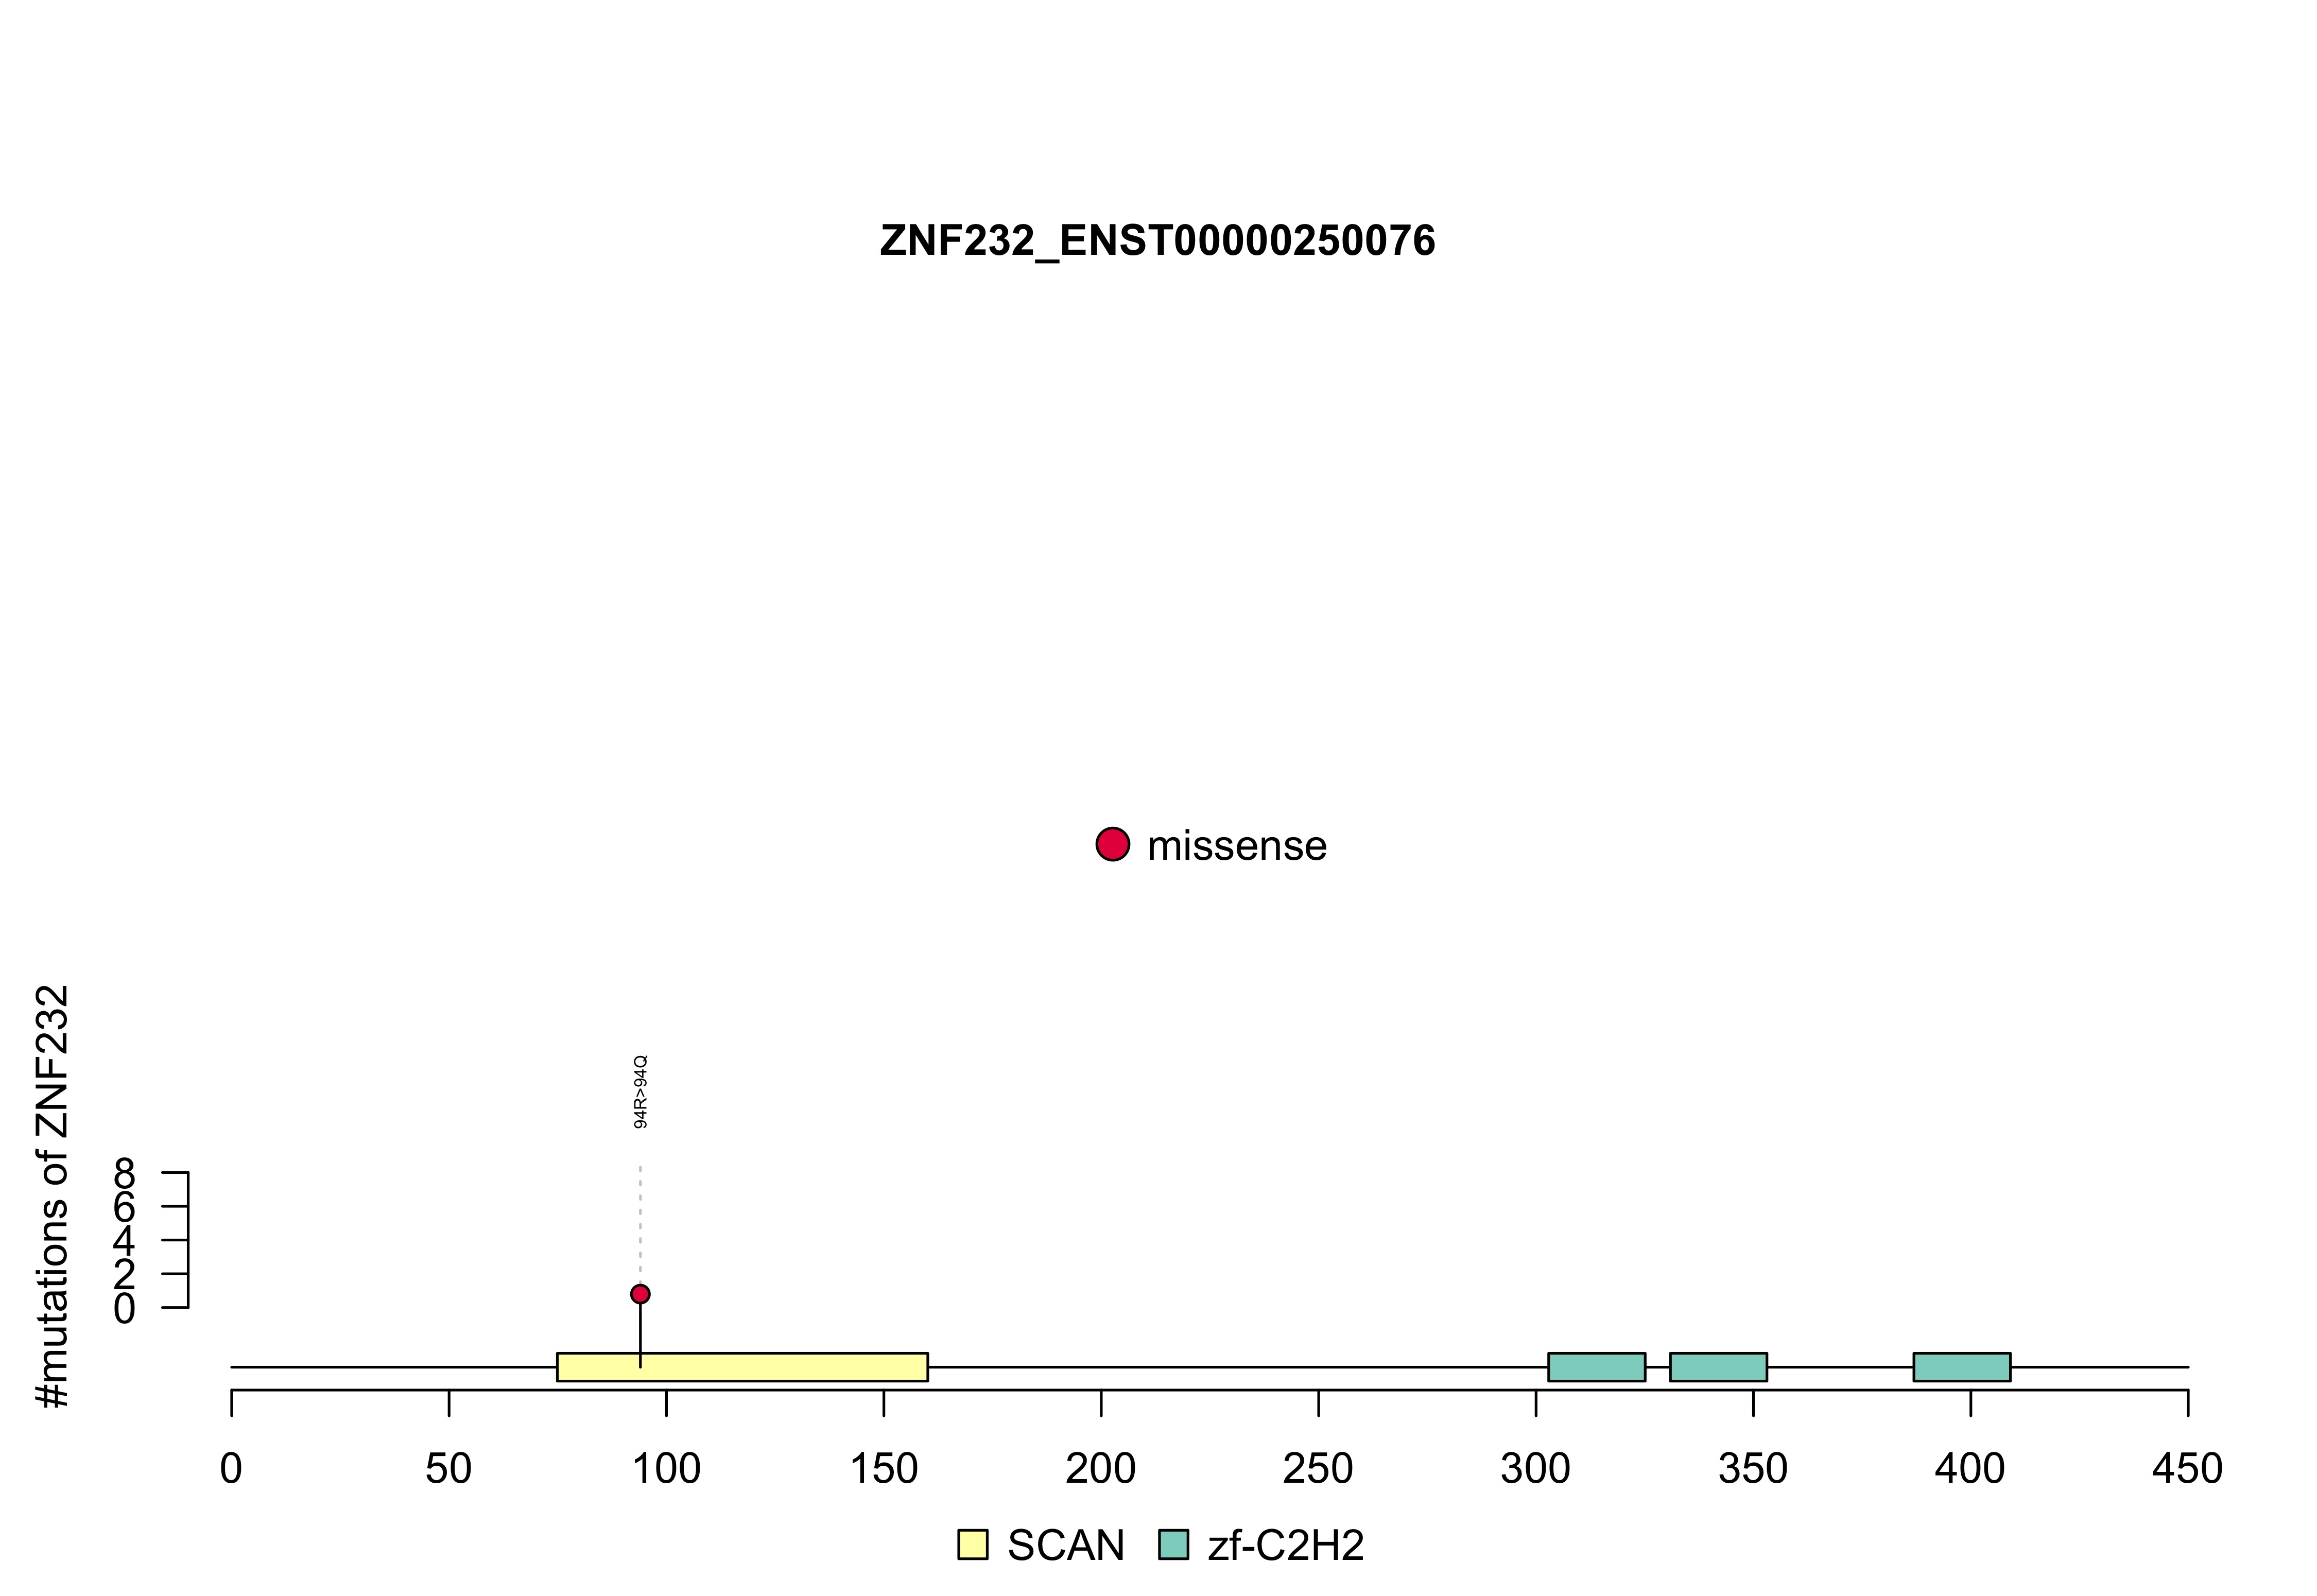 ZNF232_ENST00000250076
missense
#mutations of ZNF232
94R>94Q
8
6
4
2
0
0 50 100 150 200 250 300 350 400 450
SCAN zf-C2H2